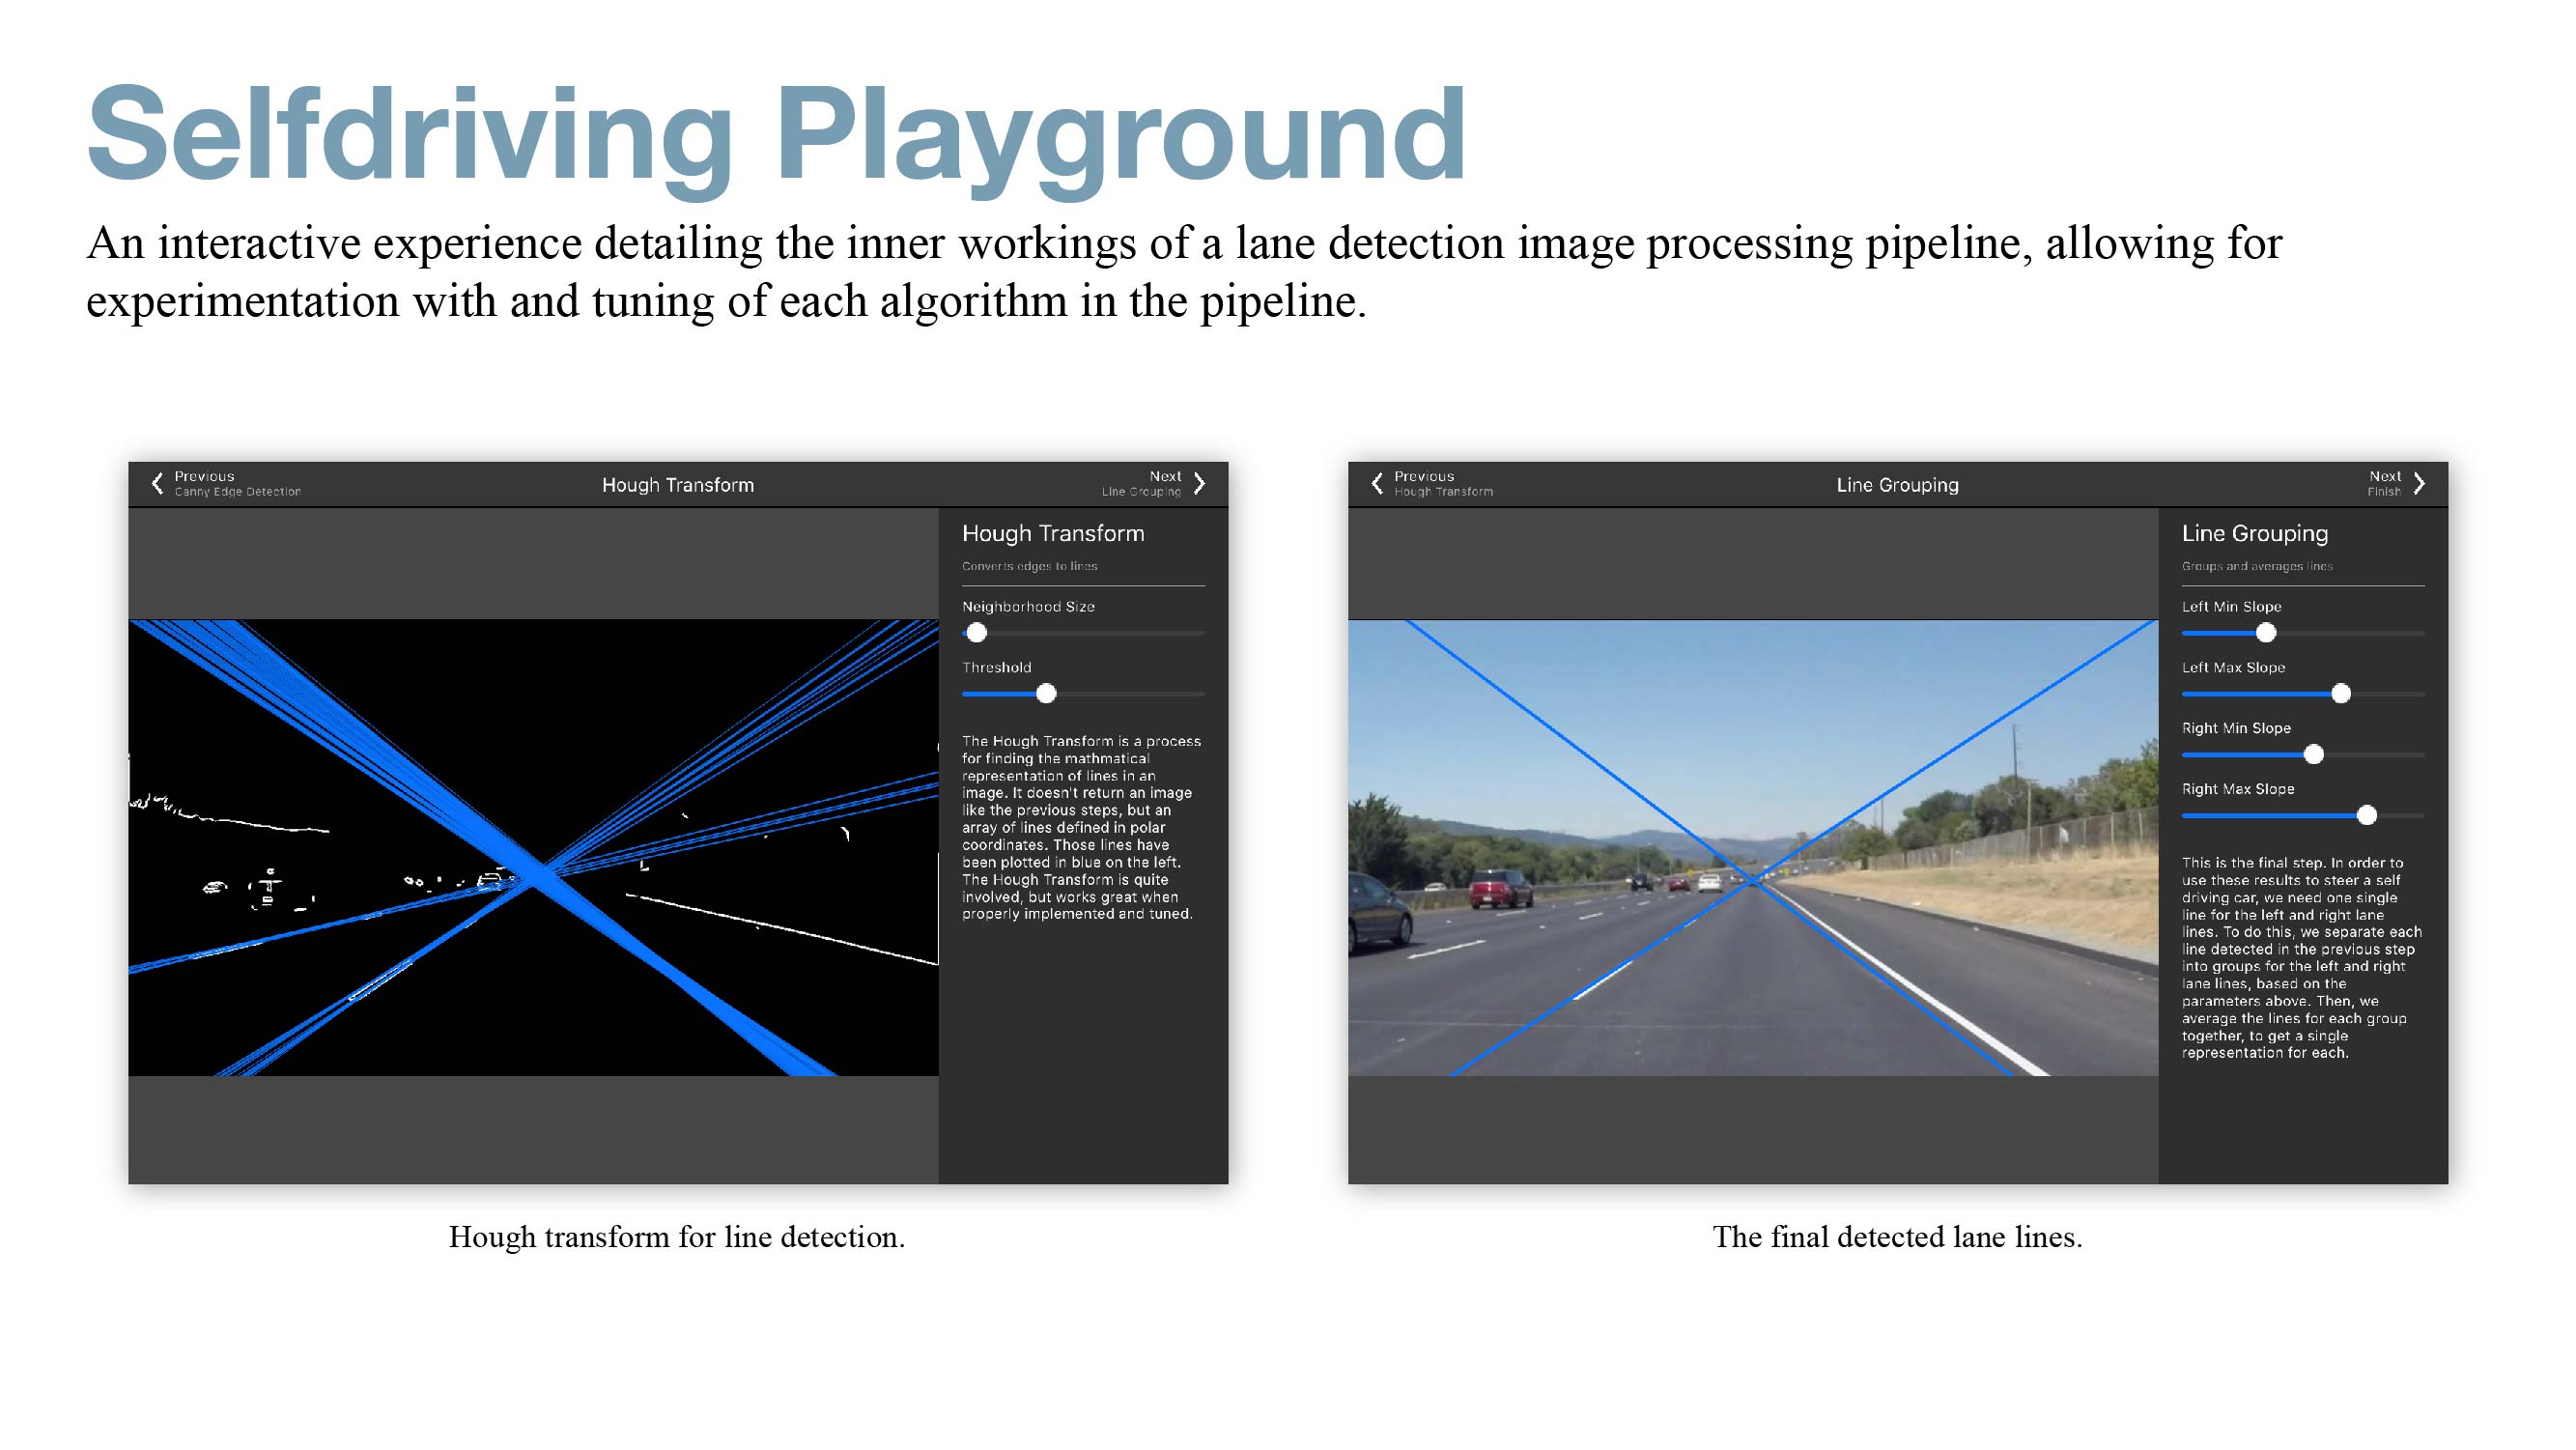 Selfdriving Playground
An interactive experience detailing the inner workings of a lane detection image processing pipeline, allowing for
experimentation with and tuning of each algorithm in the pipeline.
Previous
Canny Edge Detection
Hough Transform
Next
Line Grouping
Hough Transform
Converts edges to lines
Neighborhood Size
Threshold
The Hough Transform is a process
for finding the mathmatical
representation of lines in an
image. It doesn't return an image
like the previous steps, but an
array of lines defined in polar
coordinates. Those lines have
been plotted in blue on the left.
The Hough Transform is quite
involved, but works great when
properly implemented and tuned.
Hough transform for line detection.
Previous
Hough Transform
Line Grouping
Next
Finish
Line Grouping
Groups and averages lines
Left Min Slope
Left Max Slope
Right Min Slope
Right Max Slope
This is the final step. In order to
use these results to steer a self
driving car, we need one single
line for the left and right lane
lines. To do this, we separate each
line detected in the previous step
into groups for the left and right
lane lines, based on the
parameters above. Then, we
average the lines for each group
together, to get a single
representation for each.
The final detected lane lines.